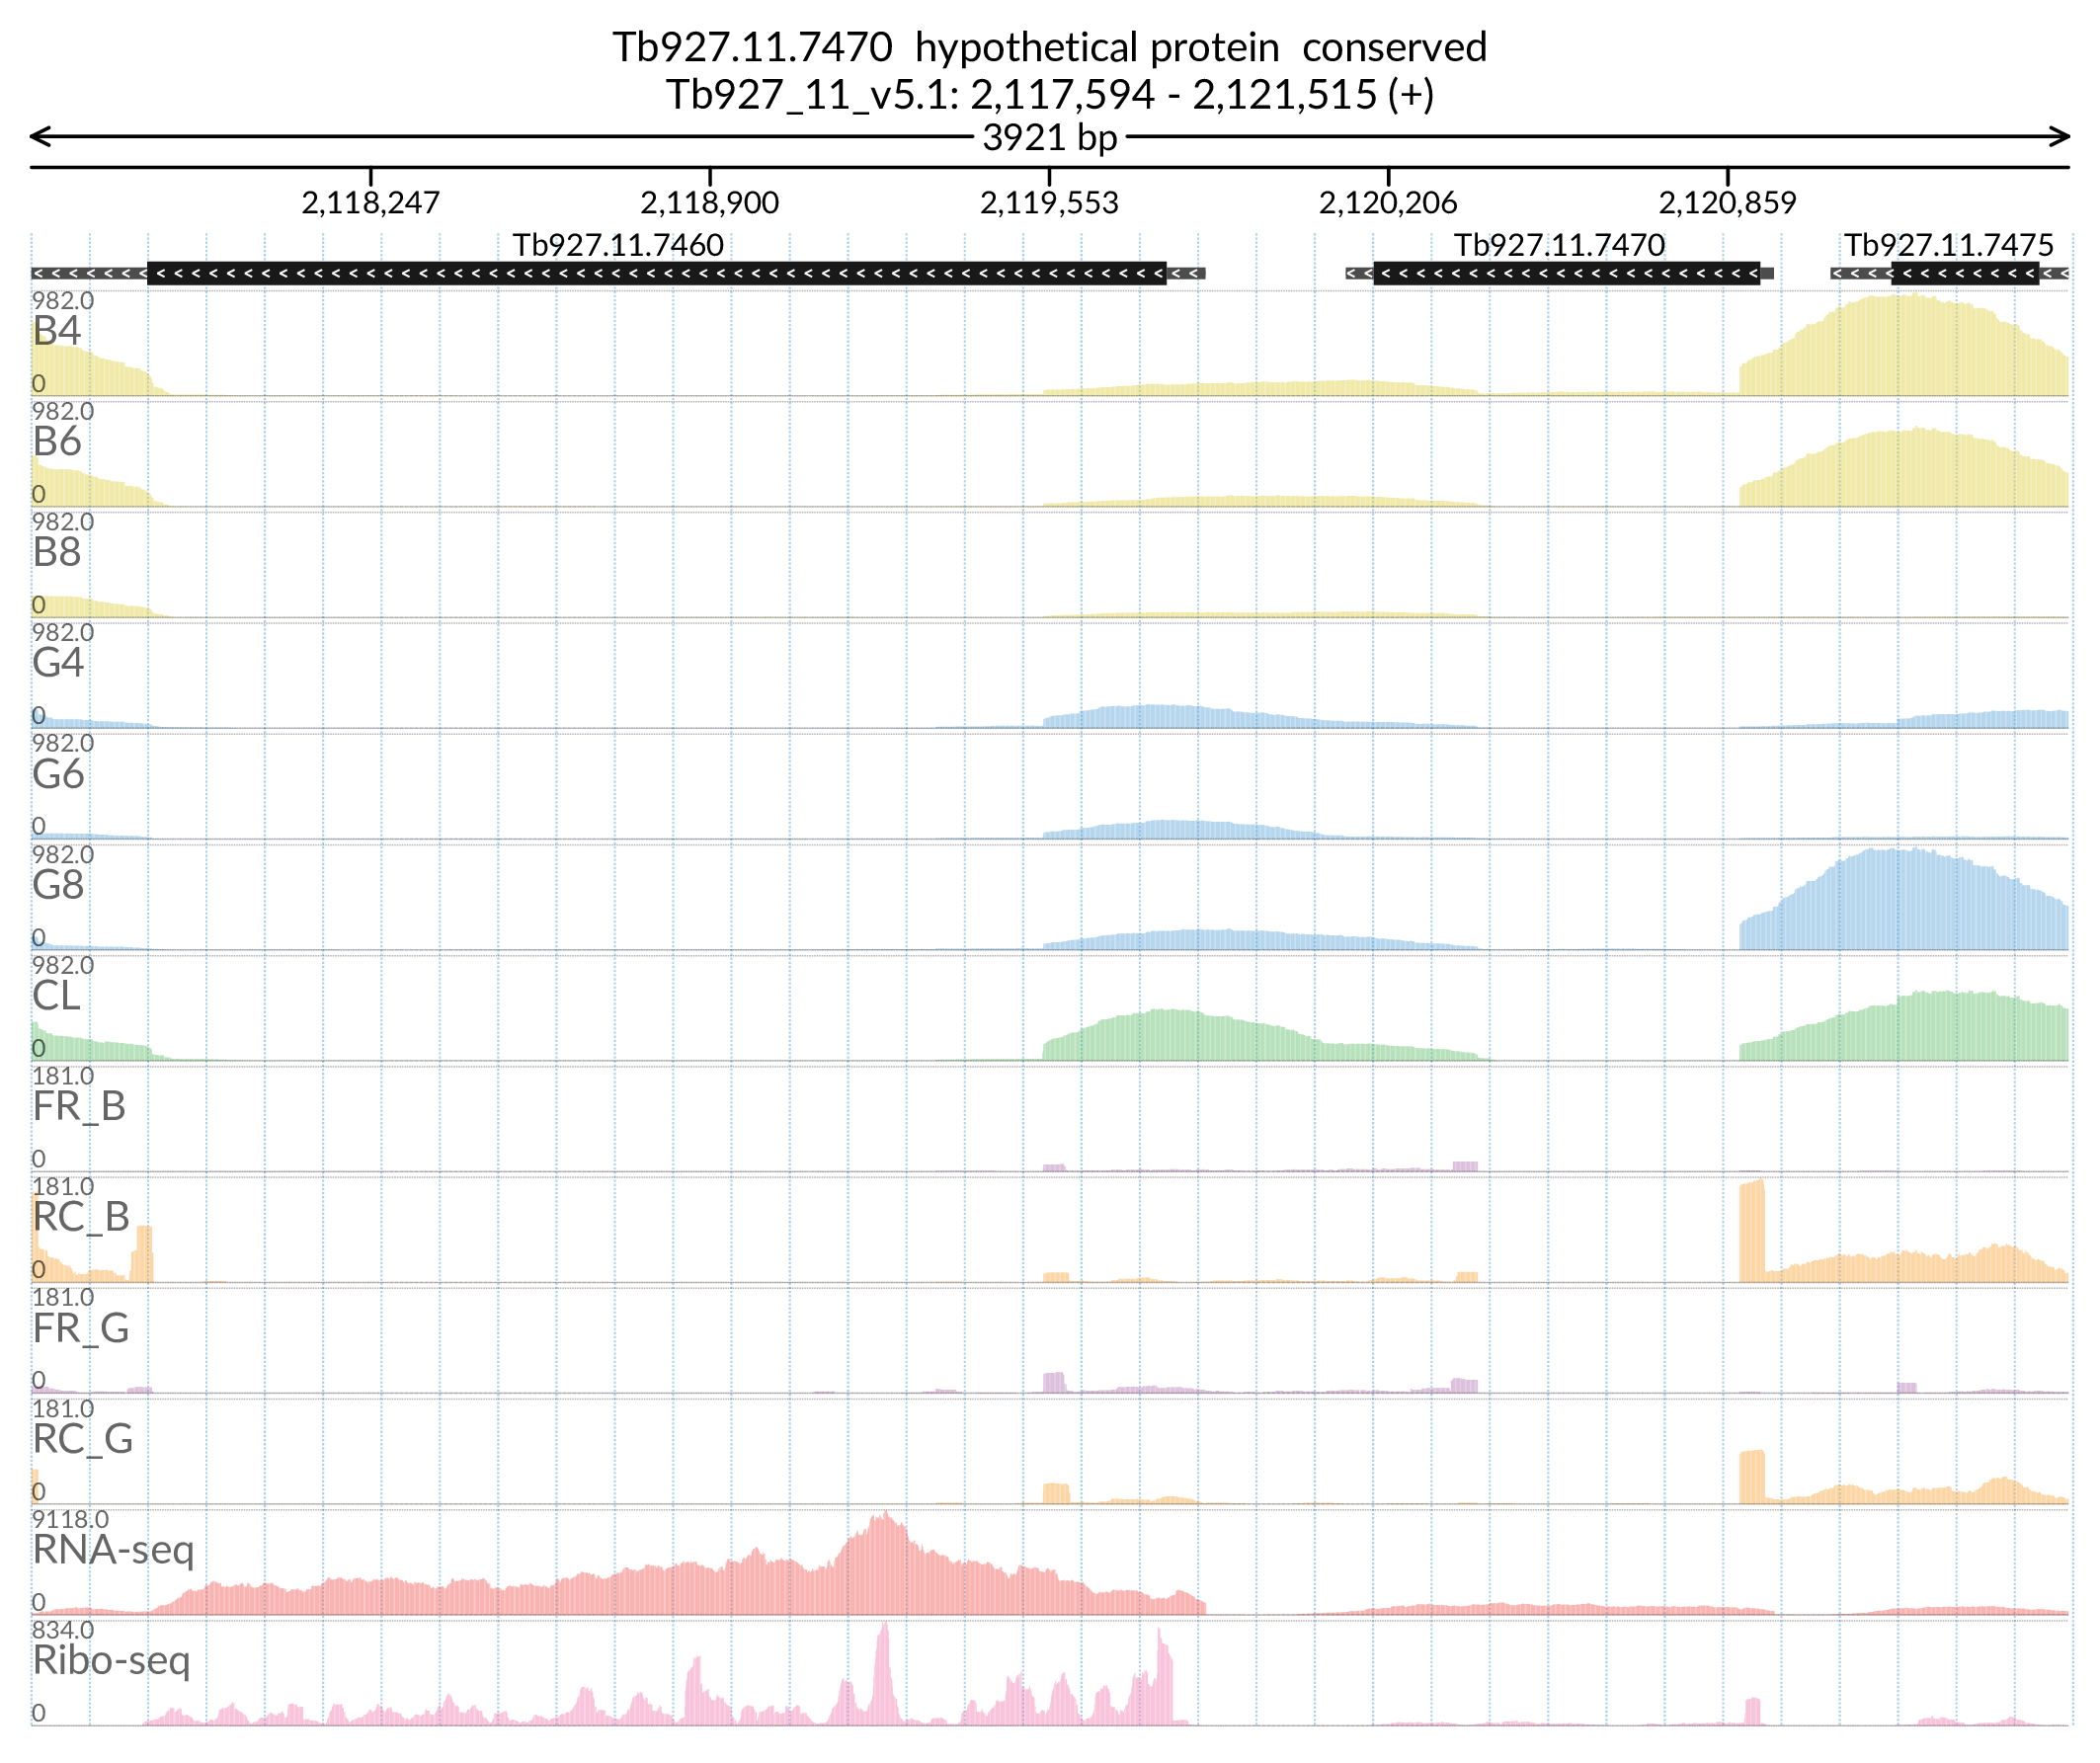 Tb927.11.7470  hypothetical protein  conserved
Tb927_11_v5.1: 2,117,594 - 2,121,515 (+)
3921 bp
2,118,247 2,118,900 2,119,553 2,120,206 2,120,859
Tb927.11.7460 Tb927.11.7470 Tb927.11.7475
982.0
B4
0
982.0
B6
0
982.0
B8
0
982.0
G4
0
982.0
G6
0
982.0
G8
0
982.0
CL
0
181.0
FR_B
0
181.0
RC_B
0
181.0
FR_G
0
181.0
RC_G
0
9118.0
RNA-seq
0
834.0
Ribo-seq
0